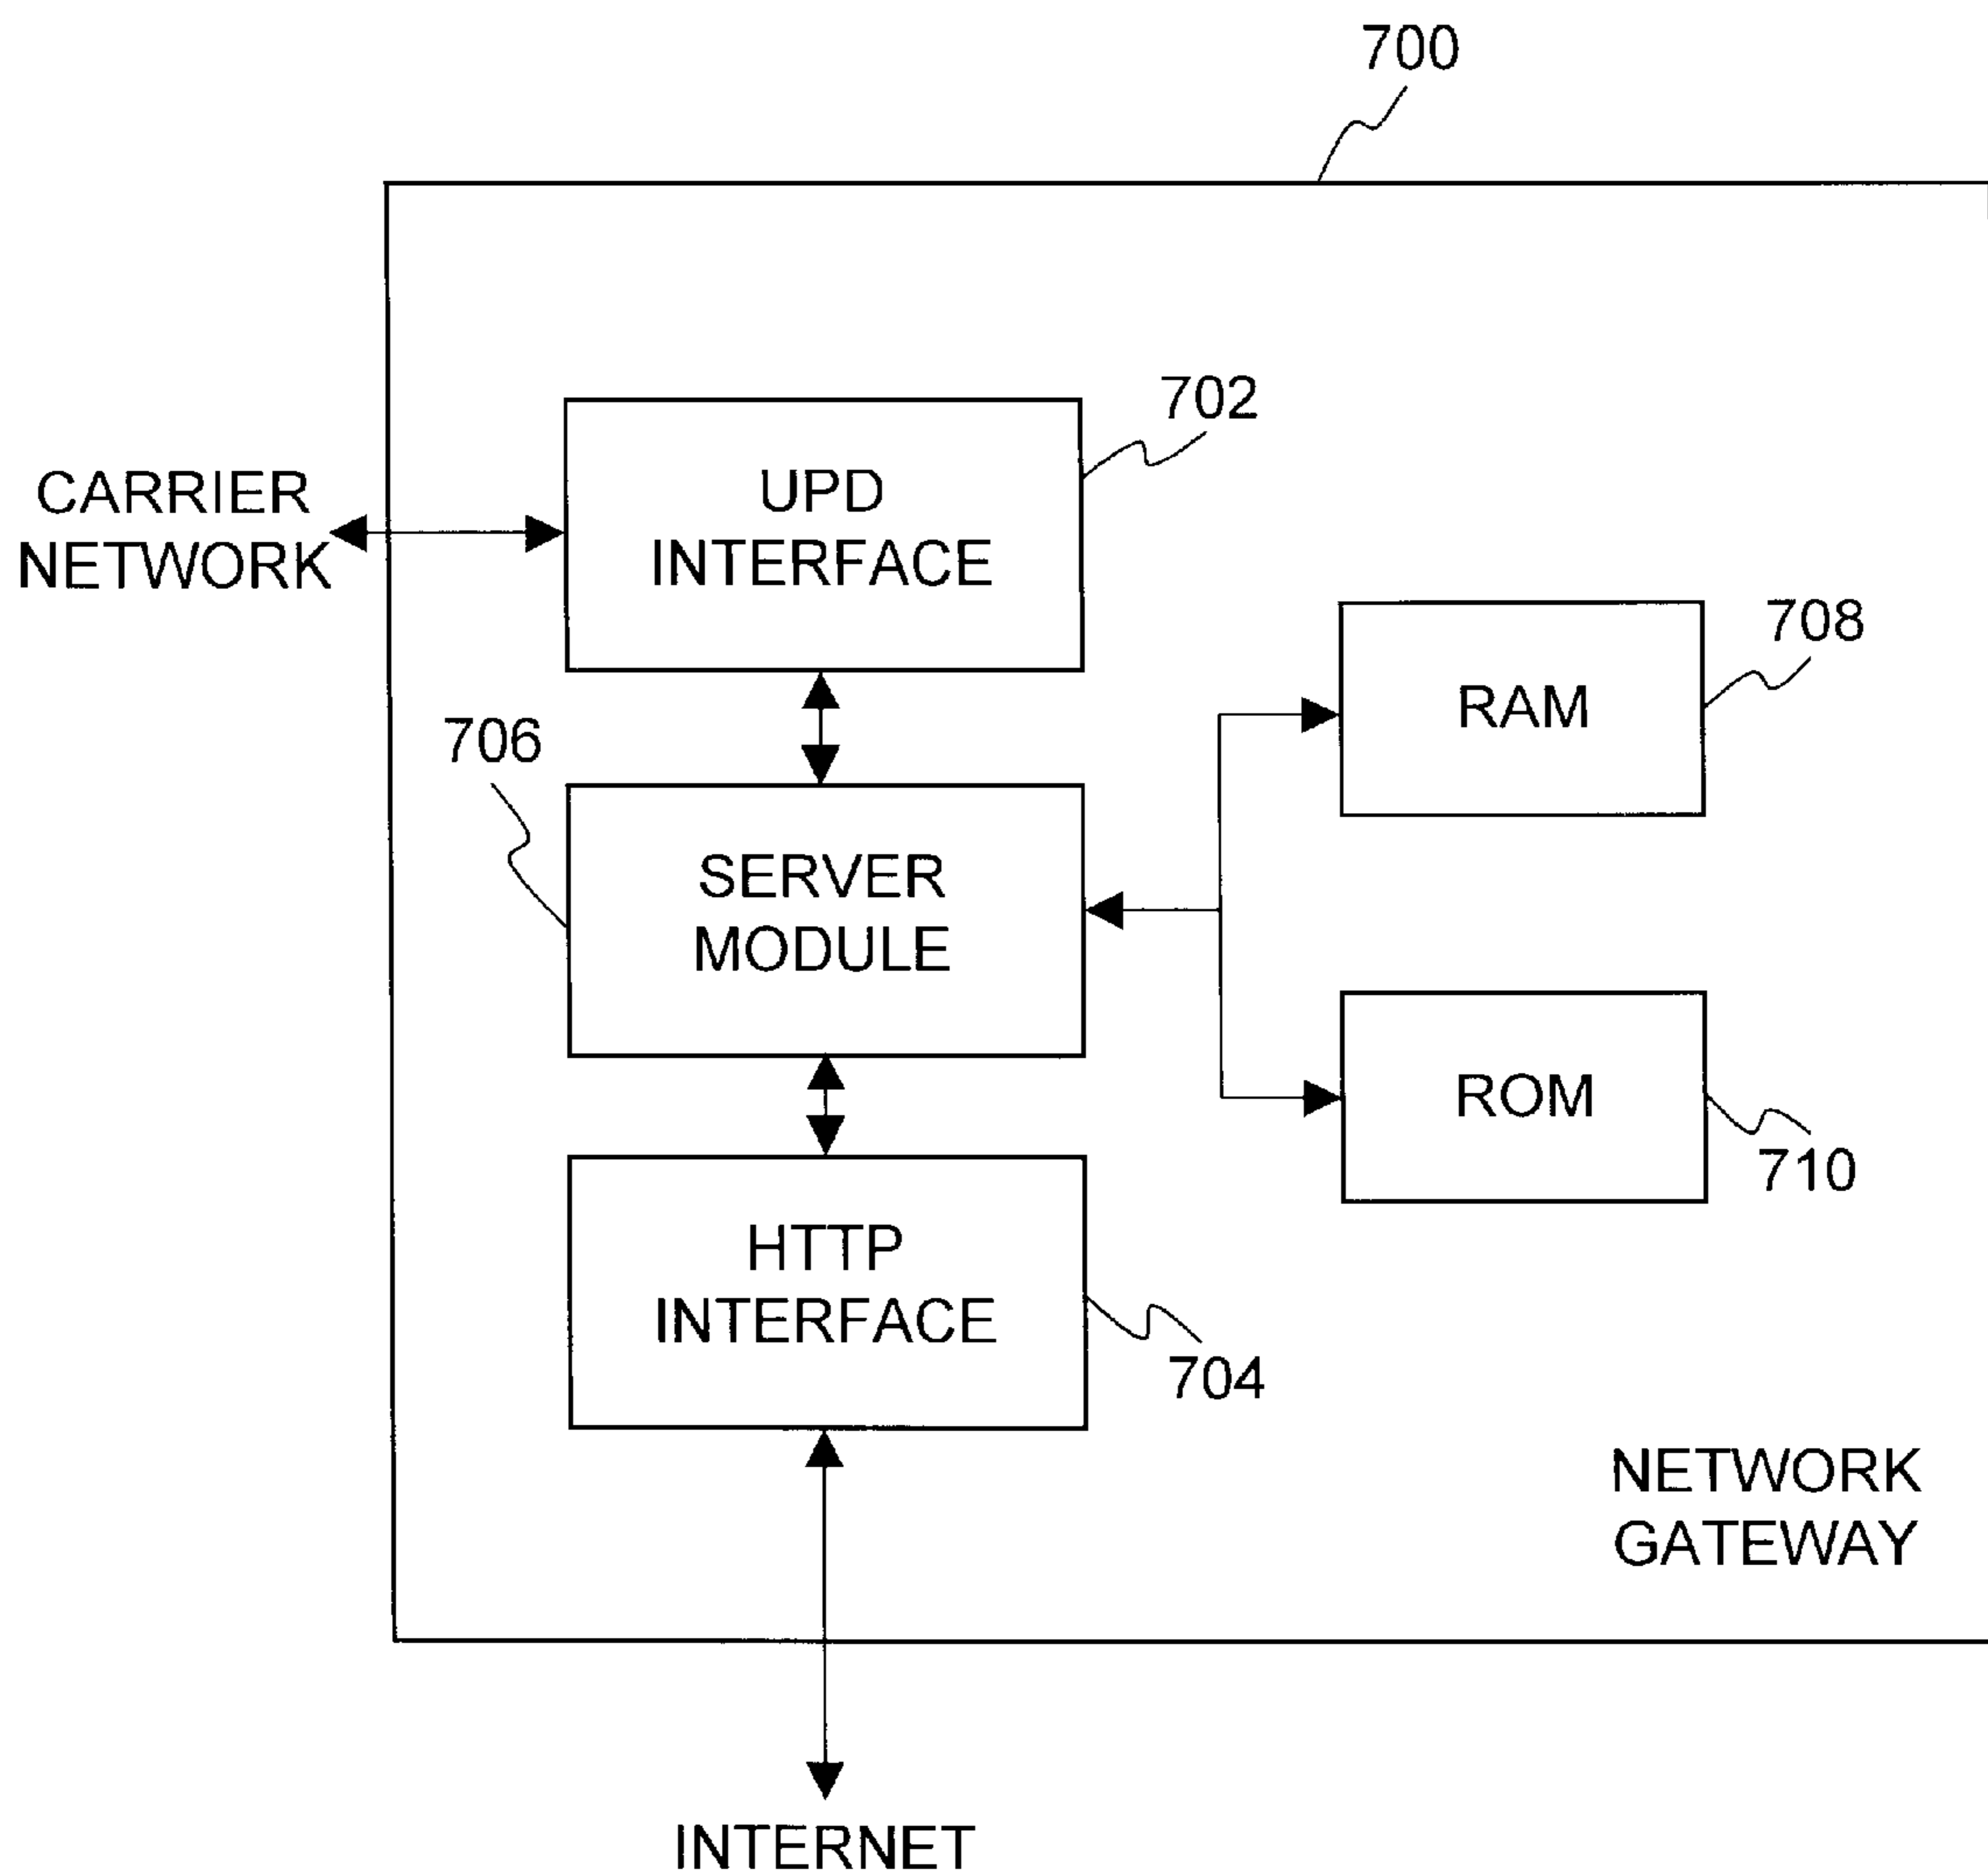 700
702
UPD
INTERFACE
CARRIER
NETWORK
708
RAM
706
SERVER
MODULE
ROM
710
HTTP
INTERFACE
704
NETWORK
GATEWAY
INTERNET